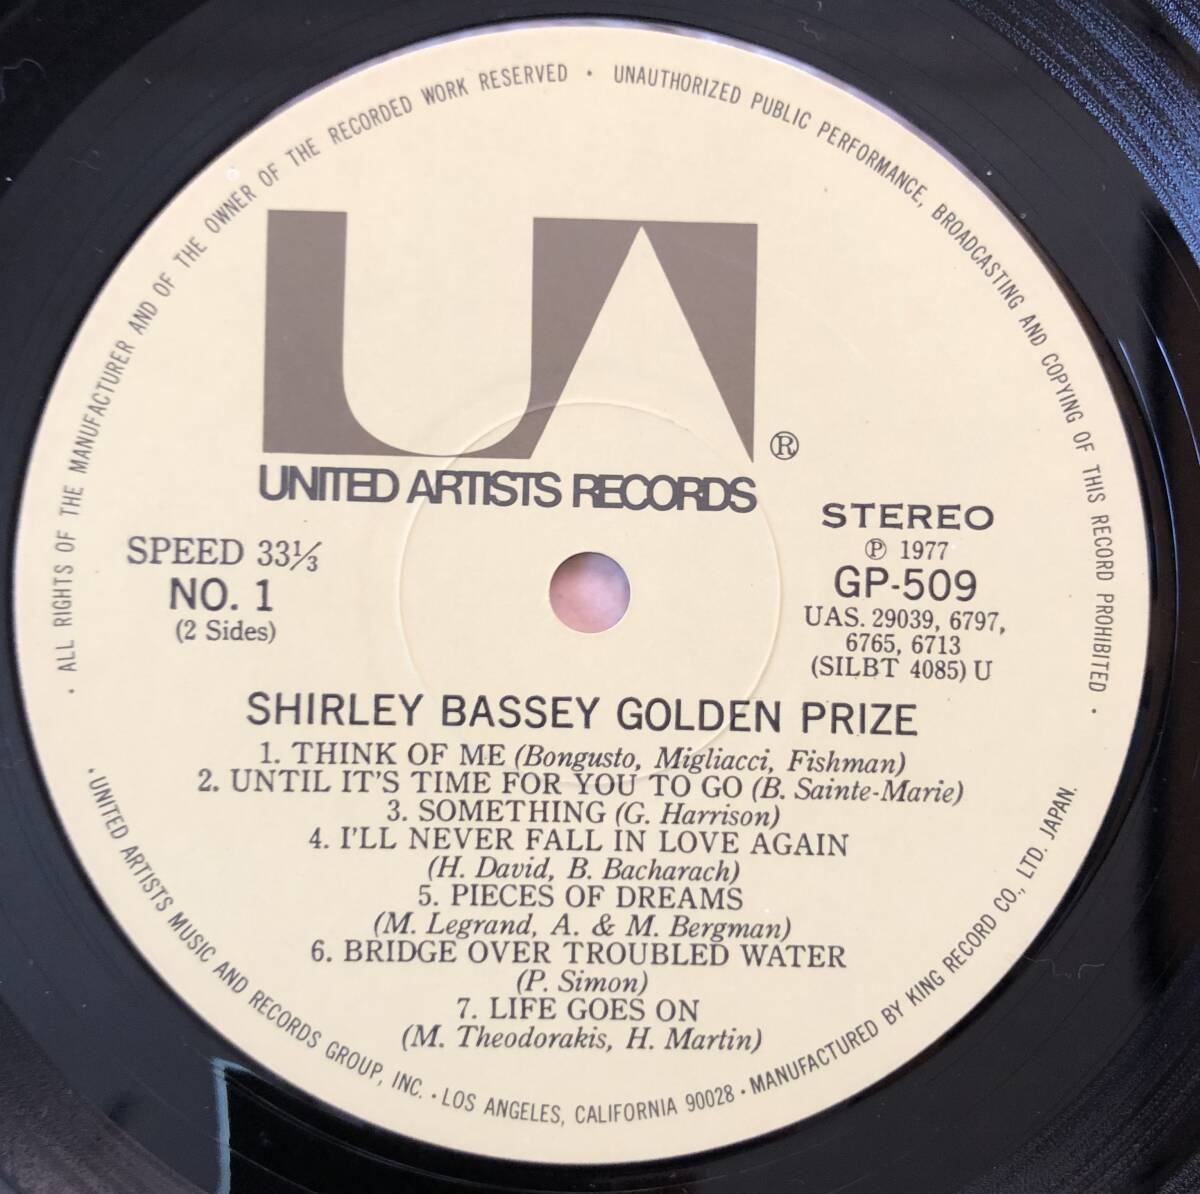 · ALL RIGHTS OF THE MANUFACTURER AND OF THE OWNER OF THE RECORDED WORK RESERVED · UNAUTHORIZED PUBLIC PERFORMANCE, BROADCASTING AND COPYING OF THIS RECORD PROHIBITED ·
UA ®
UNITED ARTISTS RECORDS
SPEED 33⅓
NO. 1
(2 Sides)
STEREO
Ⓟ 1977
GP-509
UAS. 29039, 6797,
6765, 6713
(SILBT 4085) U
SHIRLEY BASSEY GOLDEN PRIZE
1. THINK OF ME (Bongusto, Migliacci, Fishman)
2. UNTIL IT'S TIME FOR YOU TO GO (B. Sainte-Marie)
3. SOMETHING (G. Harrison)
4. I'LL NEVER FALL IN LOVE AGAIN
(H. David, B. Bacharach)
5. PIECES OF DREAMS
(M. Legrand, A. & M. Bergman)
6. BRIDGE OVER TROUBLED WATER
(P. Simon)
7. LIFE GOES ON
(M. Theodorakis, H. Martin)
· UNITED ARTISTS MUSIC AND RECORDS GROUP, INC. · LOS ANGELES, CALIFORNIA 90028 · MANUFACTURED BY KING RECORD CO., LTD. JAPAN.